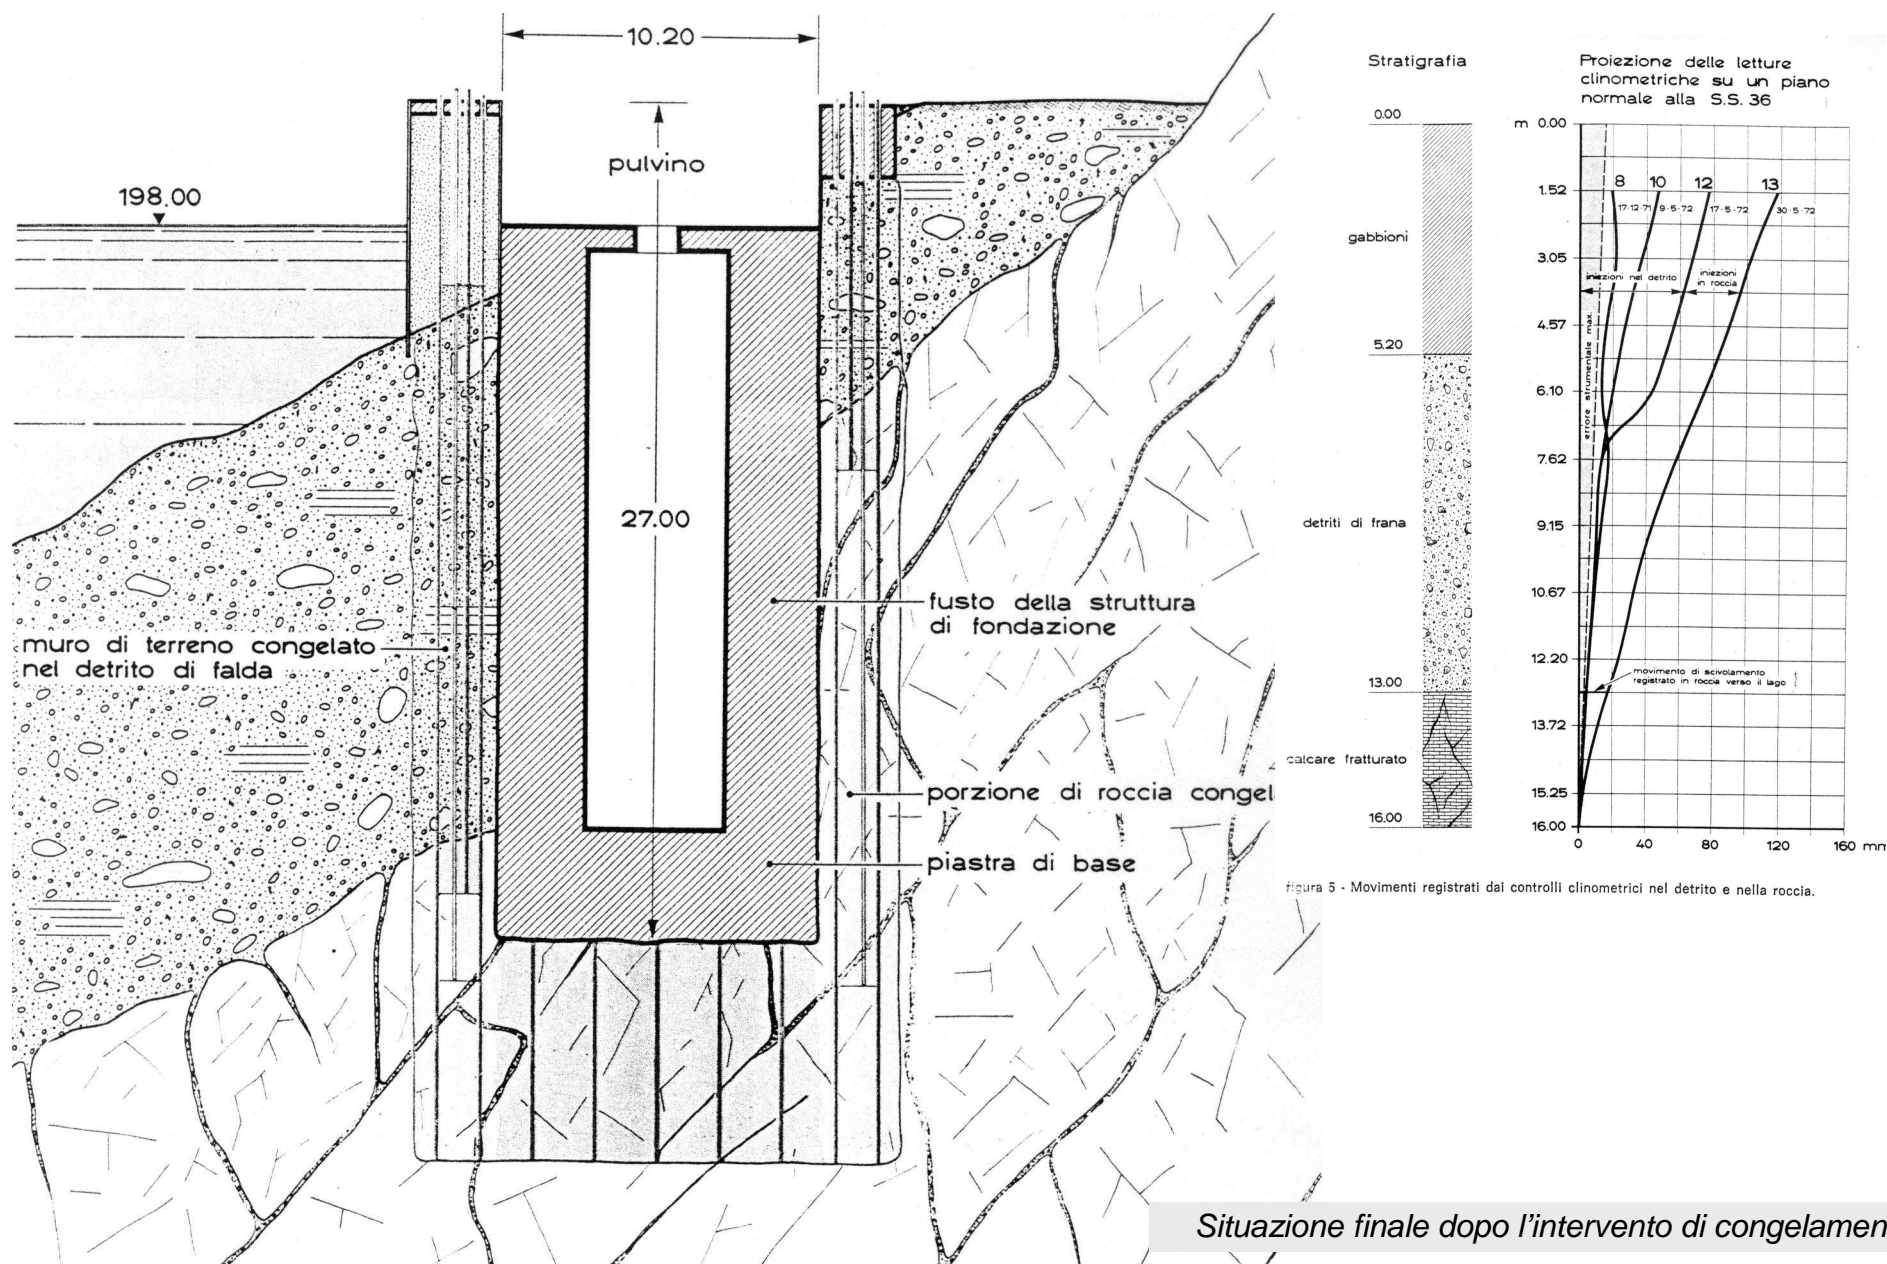 10.20
pulvino
198.00
27.00
fusto della struttura
di fondazione
muro di terreno congelato
nel detrito di falda
porzione di roccia congel
piastra di base
Stratigrafia
0.00
gabbioni
5.20
detriti di frana
13.00
calcare fratturato
16.00
Proiezione delle letture
clinometriche su un piano
normale alla S.S. 36
m 0.00
1.52
3.05
4.57
6.10
7.62
9.15
10.67
12.20
13.72
15.25
16.00
8 10 12 13
17-12-71 9-5-72 17-5-72 30-5-72
iniezioni nel detrito
iniezioni
in roccia
errore strumentale max.
movimento di scivolamento
registrato in roccia verso il lago
0 40 80 120 160 mm
figura 5 - Movimenti registrati dai controlli clinometrici nel detrito e nella roccia.
Situazione finale dopo l'intervento di congelamen